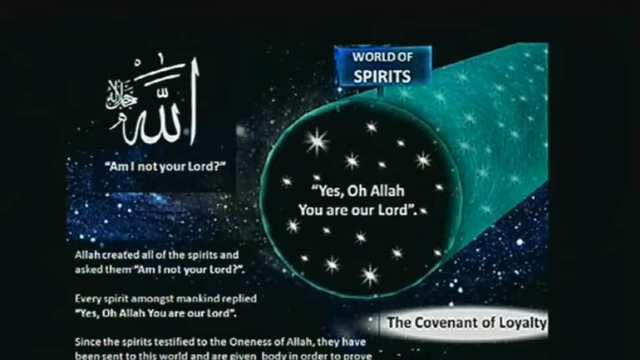 الله
جل جلاله
"Am I not your Lord?"
WORLD OF
SPIRITS
"Yes, Oh Allah
You are our Lord".
Allah created all of the spirits and
asked them "Am I not your Lord?".
Every spirit amongst mankind replied
"Yes, Oh Allah You are our Lord".
Since the spirits testified to the Oneness of Allah, they have
been sent to this world and are given body in order to prove
The Covenant of Loyalty